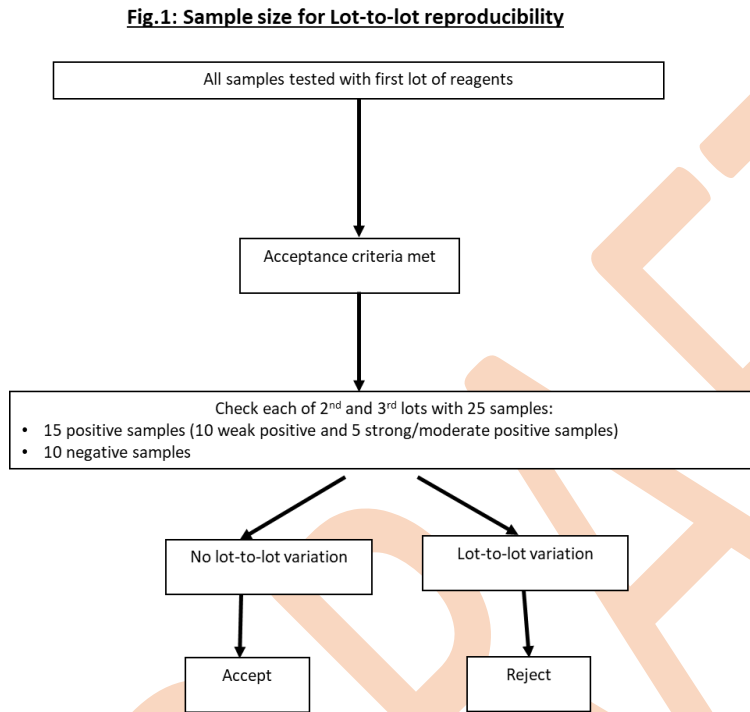 Fig.1: Sample size for Lot-to-lot reproducibility
All samples tested with first lot of reagents
Acceptance criteria met
Check each of 2nd and 3rd lots with 25 samples:
• 15 positive samples (10 weak positive and 5 strong/moderate positive samples)
• 10 negative samples
No lot-to-lot variation
Lot-to-lot variation
Accept
Reject